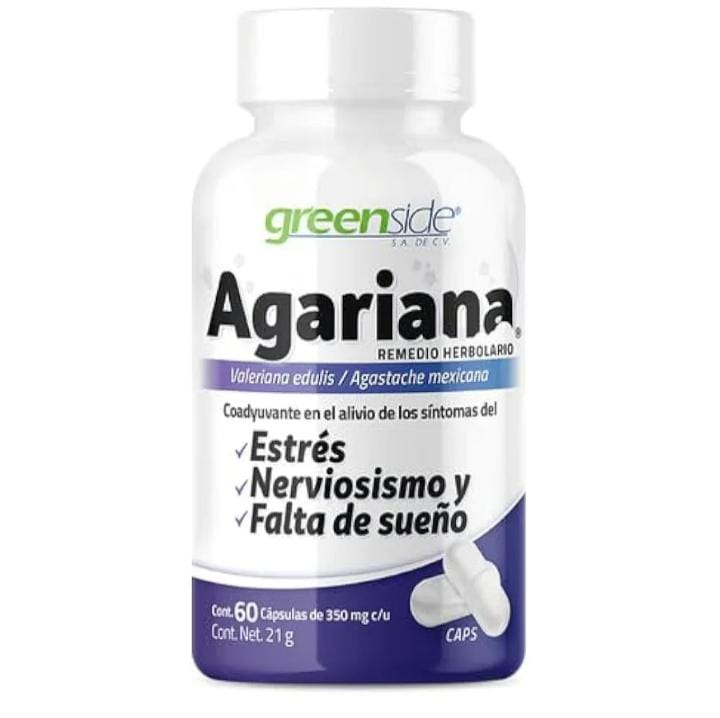 greenside®
S.A. DE C.V.
Agariana®
REMEDIO HERBOLARIO
Valeriana edulis / Agastache mexicana
Coadyuvante en el alivio de los síntomas del
✓Estrés
✓Nerviosismo y
✓Falta de sueño
Cont. 60 Cápsulas de 350 mg c/u
Cont. Net. 21 g
CAPS